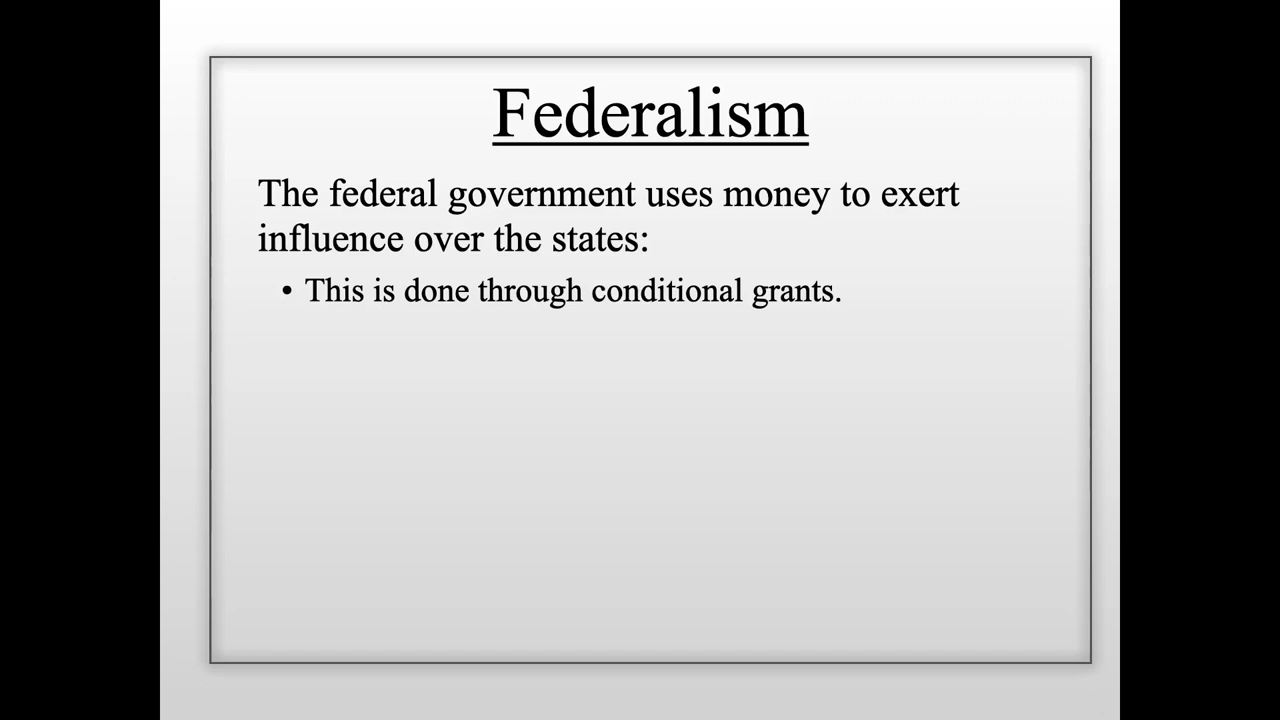 Federalism
The federal government uses money to exert
influence over the states:
• This is done through conditional grants.